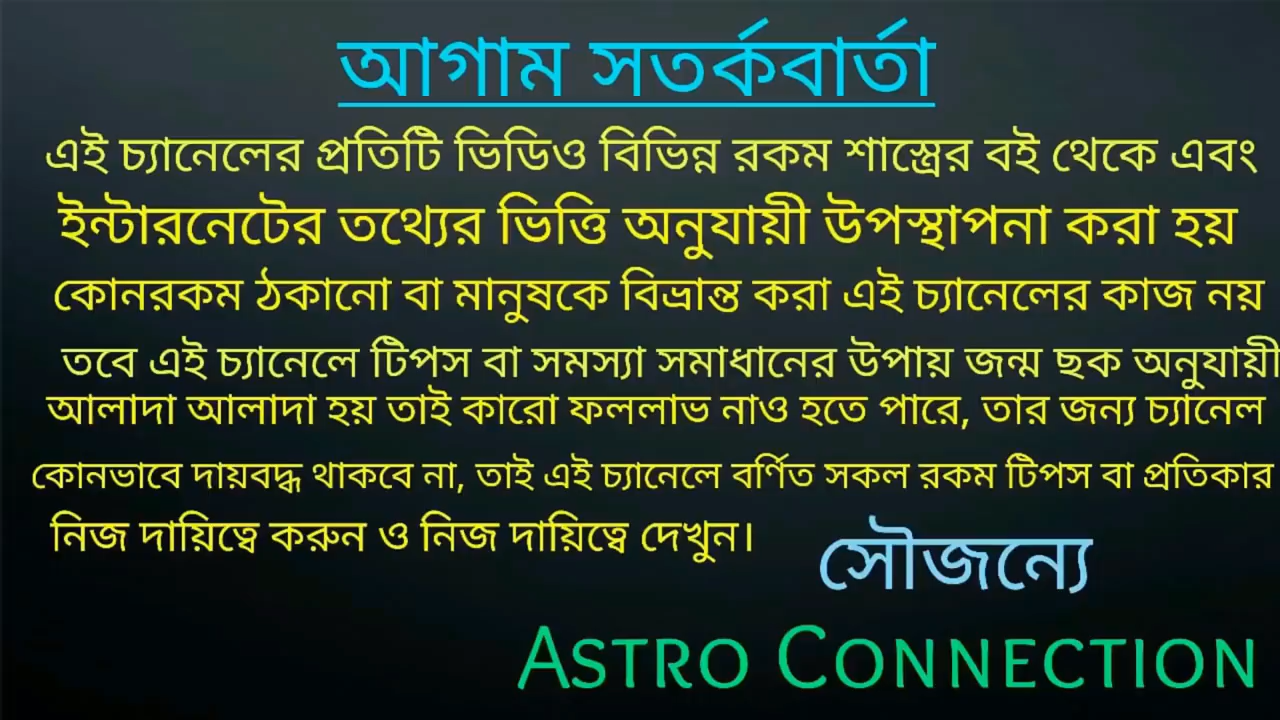 আগাম সতর্কবার্তা
এই চ্যানেলের প্রতিটি ভিডিও বিভিন্ন রকম শাস্ত্রের বই থেকে এবং
ইন্টারনেটের তথ্যের ভিত্তি অনুযায়ী উপস্থাপনা করা হয়
কোনরকম ঠকানো বা মানুষকে বিভ্রান্ত করা এই চ্যানেলের কাজ নয়
তবে এই চ্যানেলে টিপস বা সমস্যা সমাধানের উপায় জন্ম ছক অনুযায়ী
আলাদা আলাদা হয় তাই কারো ফললাভ নাও হতে পারে, তার জন্য চ্যানেল
কোনভাবে দায়বদ্ধ থাকবে না, তাই এই চ্যানেলে বর্ণিত সকল রকম টিপস বা প্রতিকার
নিজ দায়িত্বে করুন ও নিজ দায়িত্বে দেখুন।
সৌজন্যে
ASTRO CONNECTION